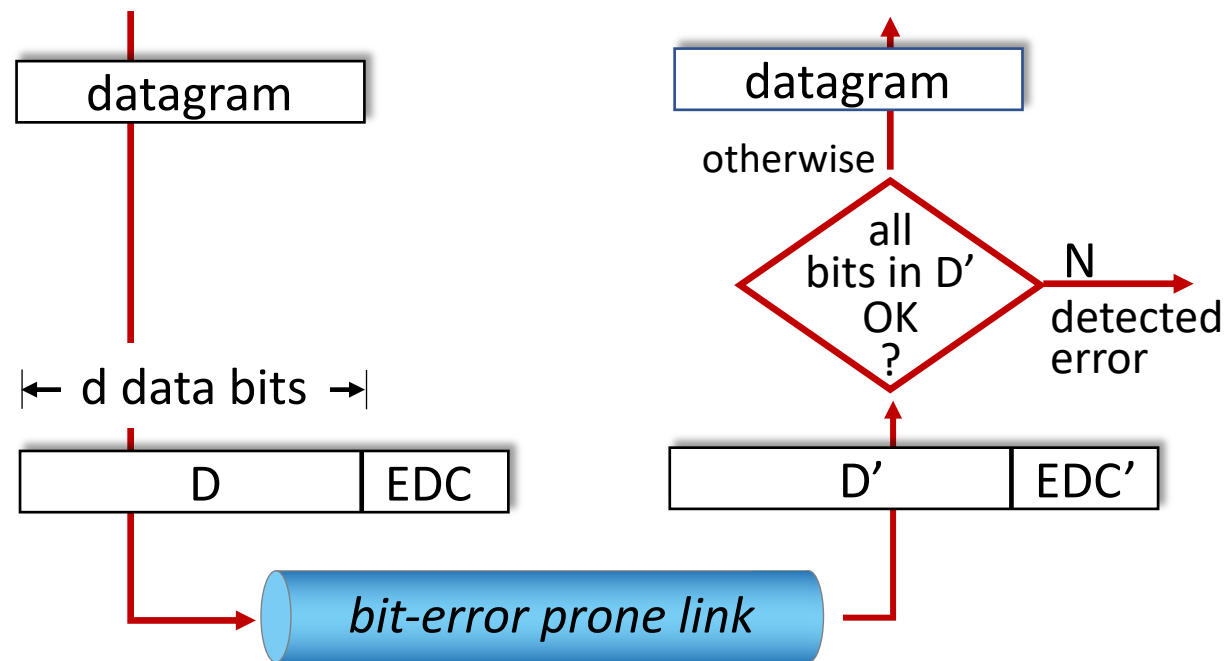 datagram
d data bits
D
EDC
bit-error prone link
datagram
otherwise
all
bits in D’
OK
?
N
detected
error
D’
EDC’